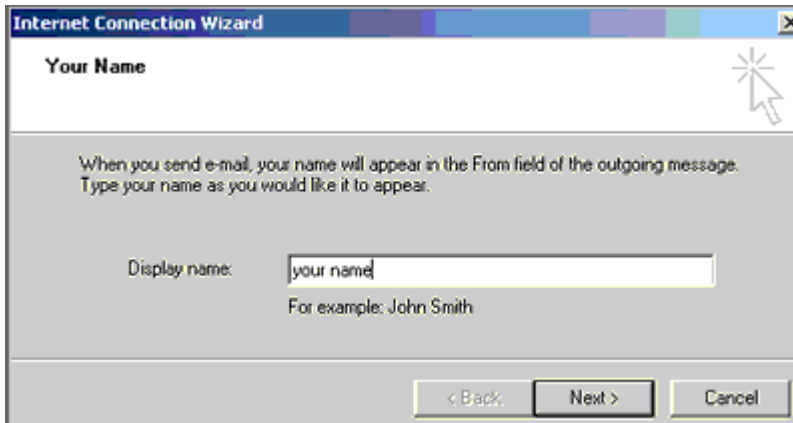 Internet Connection Wizard
Your Name
When you send e-mail, your name will appear in the From field of the outgoing message.
Type your name as you would like it to appear.
Display name: your name
For example: John Smith
< Back Next > Cancel